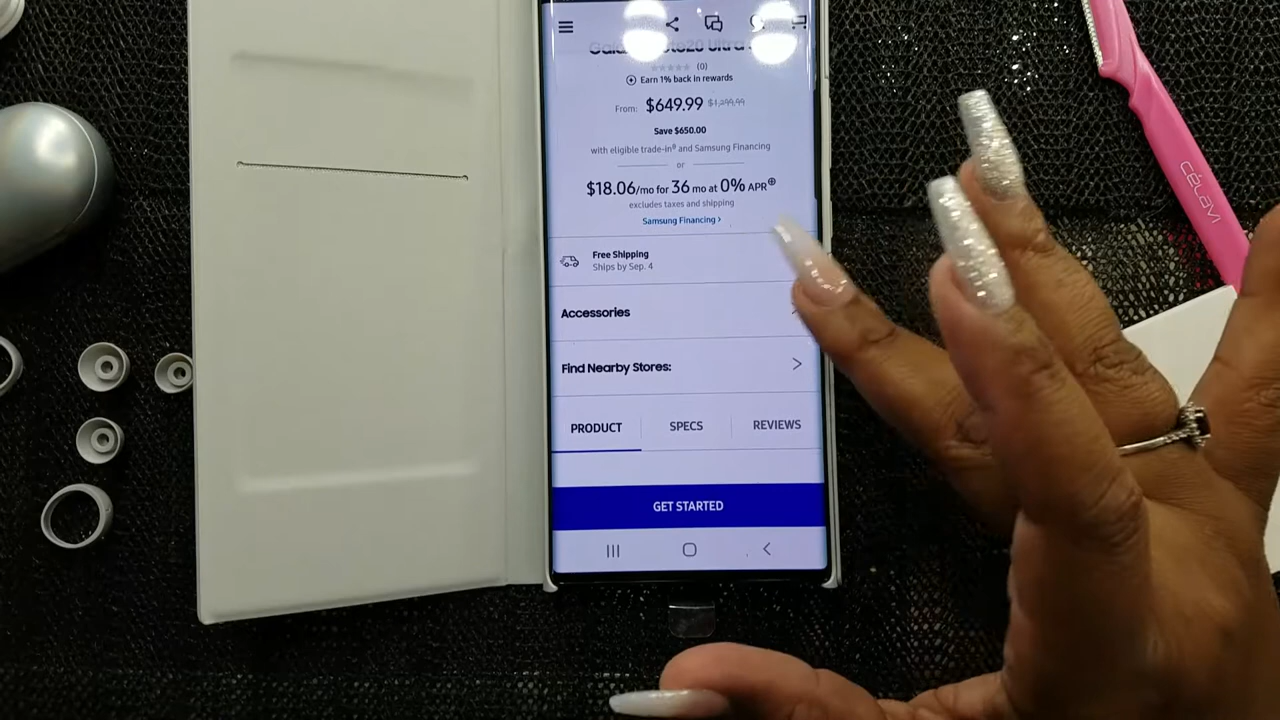 Ultra
(0)
Earn 1% back in rewards
From: $649.99 $1,299.99
Save $650.00
with eligible trade-in and Samsung Financing
or
$18.06/mo for 36 mo at 0% APR
excludes taxes and shipping
Samsung Financing >
Free Shipping
Ships by Sep. 4
Accessories
Find Nearby Stores:
PRODUCT SPECS REVIEWS
GET STARTED
CELAVI